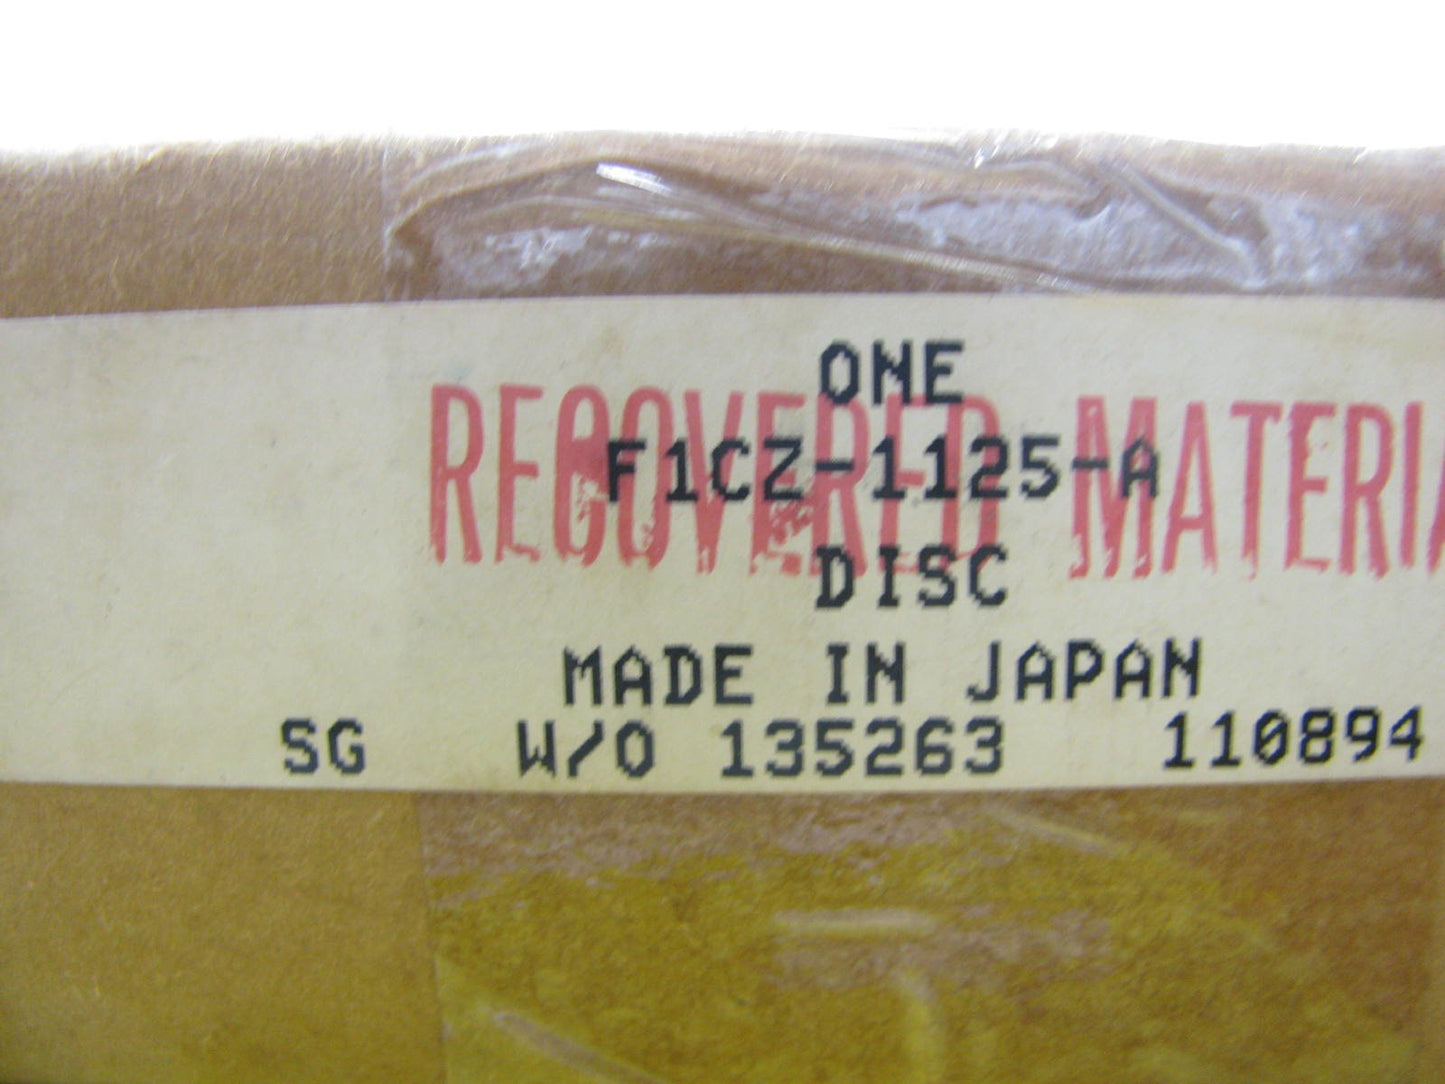 ONE
RECOVERED MATERIA
F1CZ-1125-A
DISC
MADE IN JAPAN
SG W/O 135263 110894